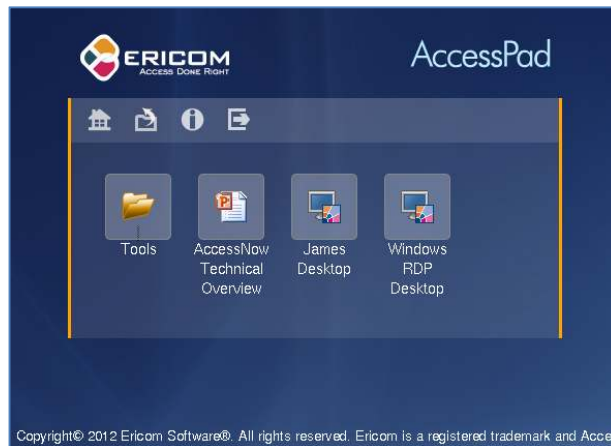 ERICOM
ACCESS DONE RIGHT
AccessPad
Tools
AccessNow
Technical
Overview
James
Desktop
Windows
RDP
Desktop
Copyright© 2012 Ericom Software®. All rights reserved. Ericom is a registered trademark and Acce